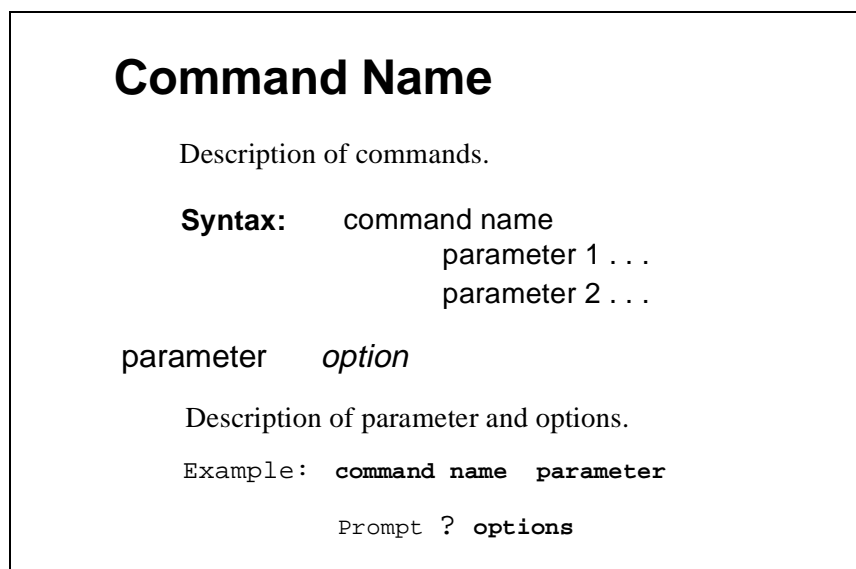 Command Name
Description of commands.
Syntax: command name
parameter 1 . . .
parameter 2 . . .
parameter option
Description of parameter and options.
Example: command name parameter
Prompt ? options